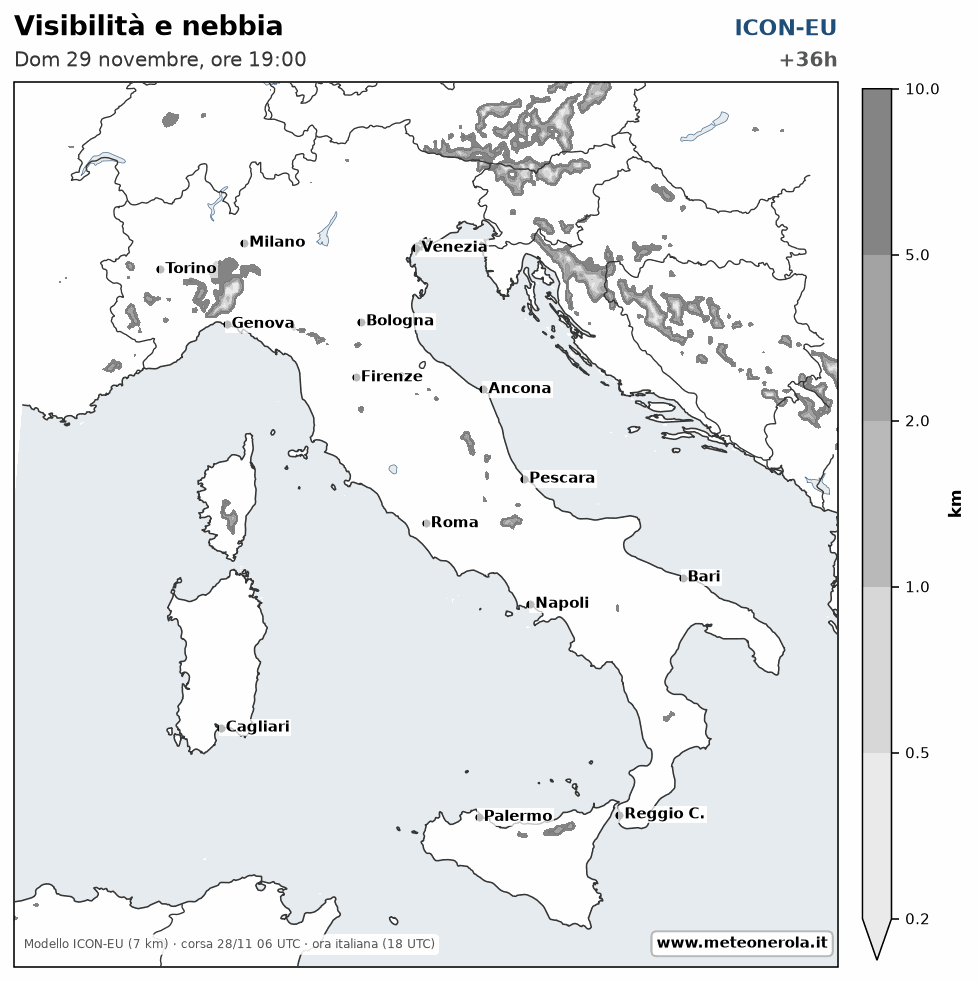 Visibilità e nebbia
ICON-EU
Dom 29 novembre, ore 19:00
+36h
10.0
5.0
2.0
1.0
0.5
0.2
km
Milano
Venezia
Torino
Genova
Bologna
Firenze
Ancona
Pescara
Roma
Bari
Napoli
Cagliari
Palermo
Reggio C.
Modello ICON-EU (7 km) · corsa 28/11 06 UTC · ora italiana (18 UTC)
www.meteonerola.it